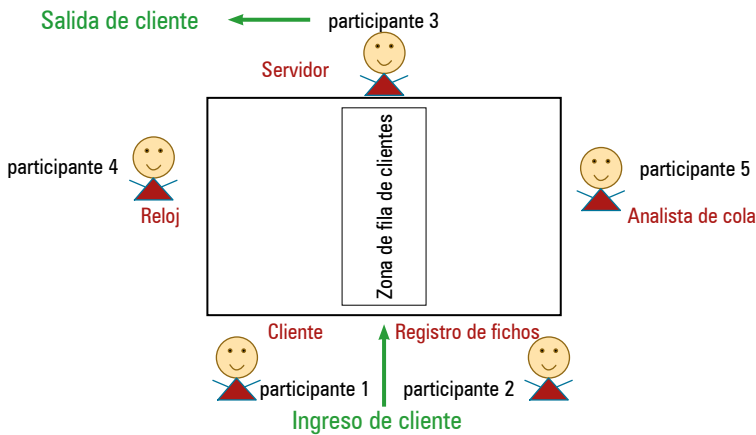 Salida de cliente
participante 3
Servidor
participante 4
Reloj
Zona de fila de clientes
participante 5
Analista de cola
Cliente
Registro de fichos
participante 1
participante 2
Ingreso de cliente